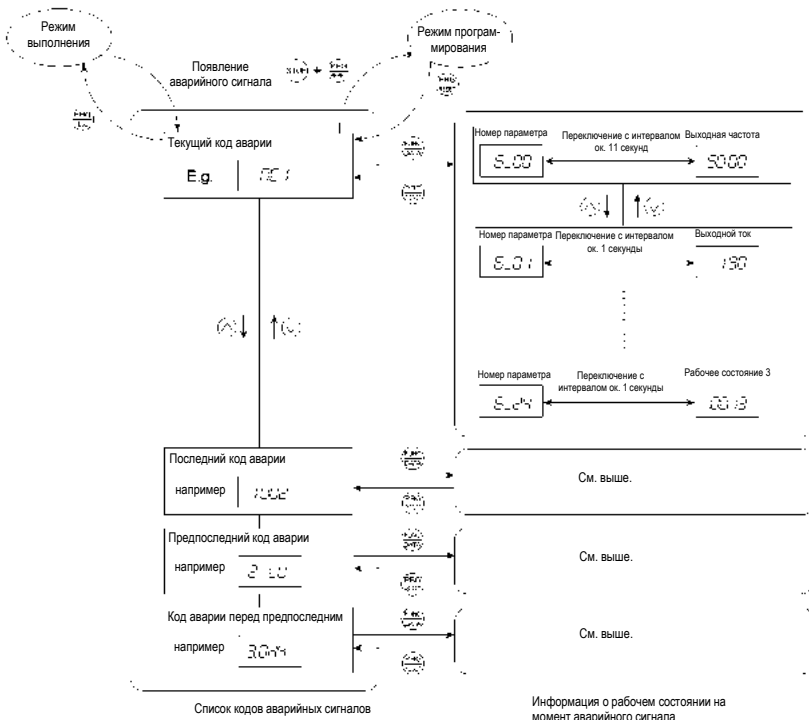 Режим
выполнения
Режим програм-
мирования
Появление
аварийного сигнала
Текущий код аварии
E.g.
Номер параметра
Переключение с интервалом
ок. 11 секунд
Выходная частота
Номер параметра
Переключение с интервалом
ок. 1 секунды
Выходной ток
Номер параметра
Переключение с
интервалом ок. 1 секунды
Рабочее состояние 3
Последний код аварии
например
См. выше.
Предпоследний код аварии
например
См. выше.
Код аварии перед предпоследним
например
См. выше.
Список кодов аварийных сигналов
Информация о рабочем состоянии на
момент аварийного сигнала